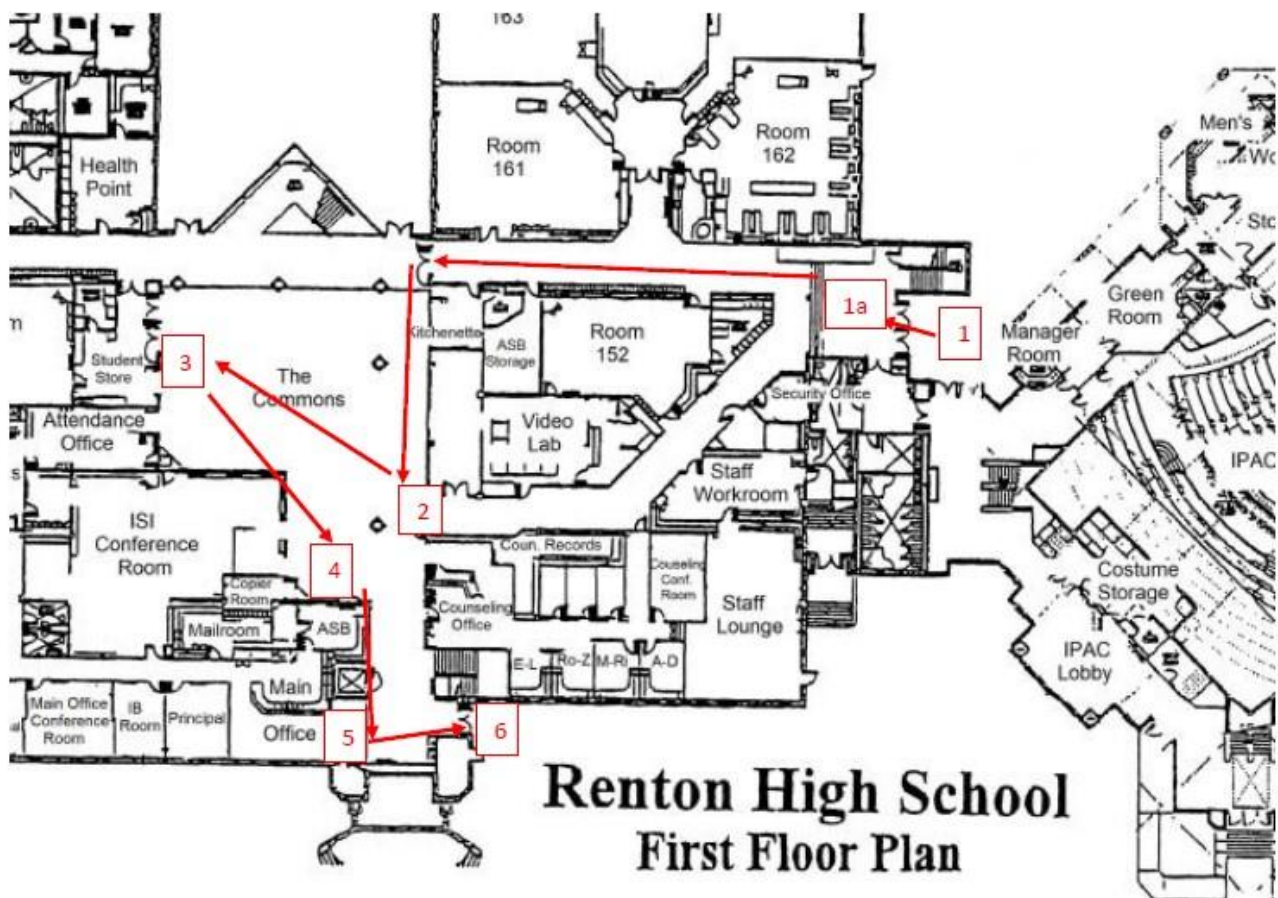 163
Health
Point
Room
161
Room
162
Men's
Green
Room
Manager
Room
1a
1
Kitchenette
ASB
Storage
Room
152
Student
Store
3
The
Commons
Security Office
Attendance
Office
Video
Lab
IPAC
2
Staff
Workroom
ISI
Conference
Room
Coun. Records
4
Copier
Room
Couseling
Conf.
Room
Costume
Storage
Counseling
Office
Staff
Lounge
Mailroom
ASB
IPAC
Lobby
E-L
Ro-Z
M-Ri
A-D
Main
Office
Main Office
Conference
Room
IB
Room
Principal
5
6
Renton High School
First Floor Plan